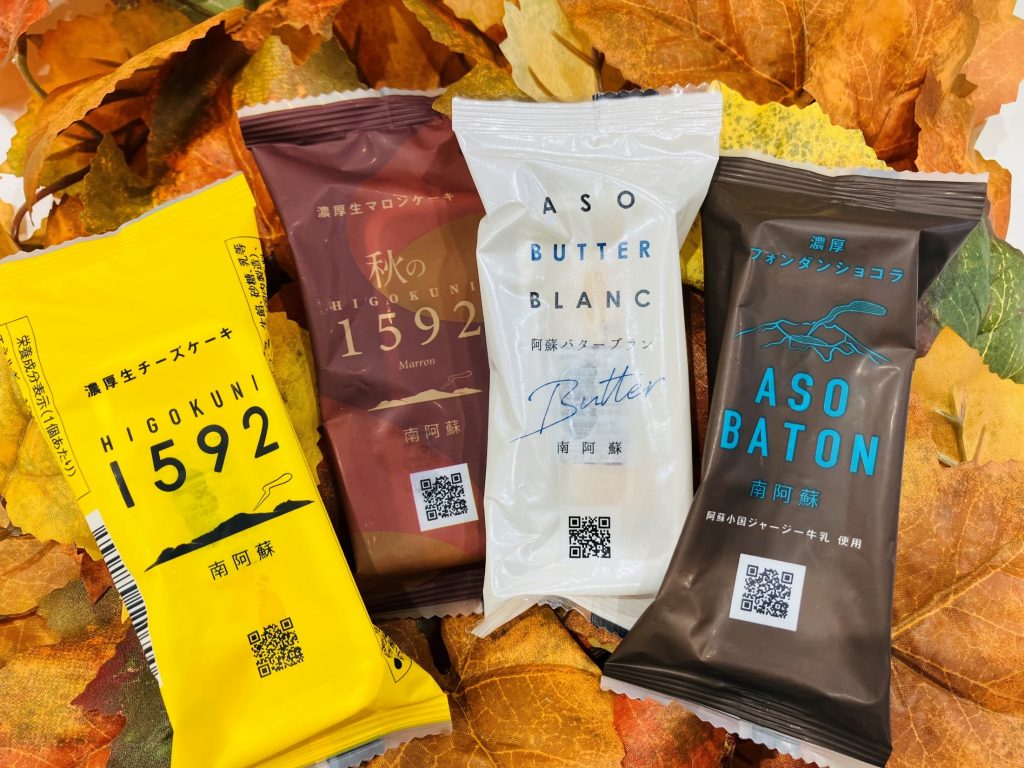 濃厚生チーズケーキ
HIGOKUNI
1592
南阿蘇
栄養成分表示(1個あたり)
濃厚生マロンケーキ
秋の
HIGOKUNI
1592
Marron
南阿蘇
ASO
BUTTER
BLANC
阿蘇バターブラン
Butter
南阿蘇
濃厚
フォンダンショコラ
ASO
BATON
南阿蘇
阿蘇小国ジャージー牛乳 使用